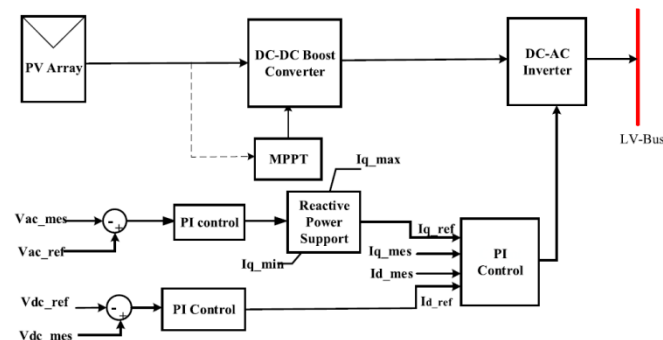 PV Array
DC-DC Boost
Converter
DC-AC
Inverter
LV-Bus
MPPT
Iq_max
Vac_mes
-
+
Vac_ref
PI control
Reactive
Power
Support
Iq_min
Iq_ref
Iq_mes
Id_mes
Id_ref
PI
Control
Vdc_ref
-
+
Vdc_mes
PI Control